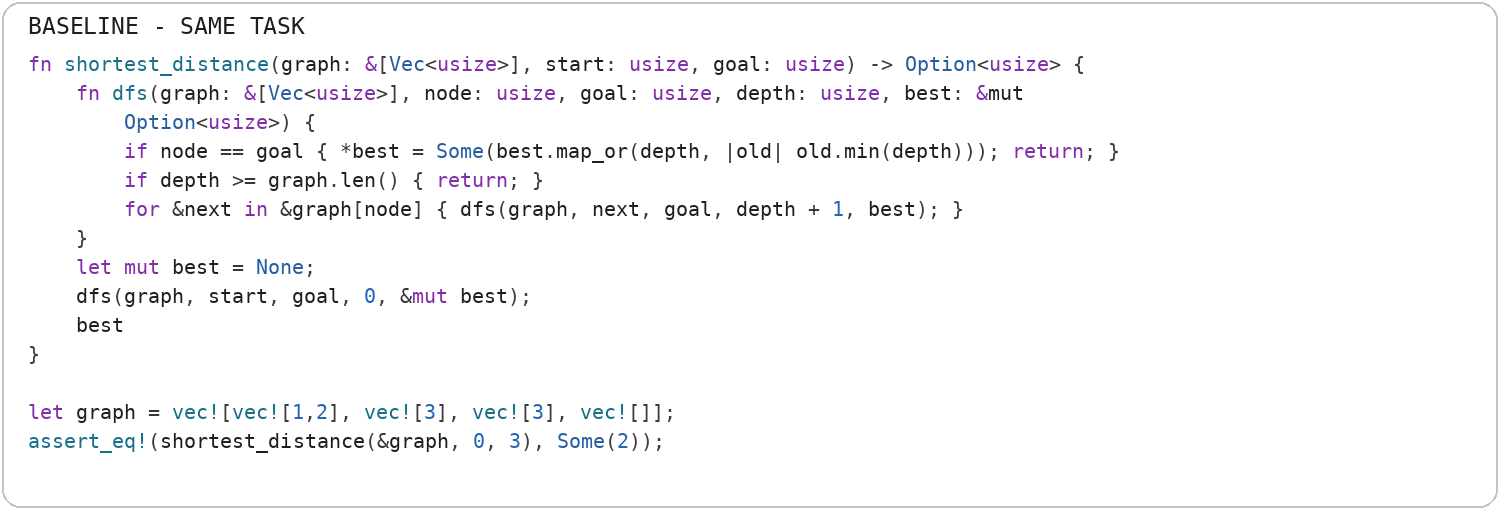 BASELINE - SAME TASK
fn shortest_distance(graph: &[Vec<usize>], start: usize, goal: usize) -> Option<usize> {
    fn dfs(graph: &[Vec<usize>], node: usize, goal: usize, depth: usize, best: &mut
        Option<usize>) {
        if node == goal { *best = Some(best.map_or(depth, |old| old.min(depth))); return; }
        if depth >= graph.len() { return; }
        for &next in &graph[node] { dfs(graph, next, goal, depth + 1, best); }
    }
    let mut best = None;
    dfs(graph, start, goal, 0, &mut best);
    best
}

let graph = vec![vec![1,2], vec![3], vec![3], vec![]];
assert_eq!(shortest_distance(&graph, 0, 3), Some(2));